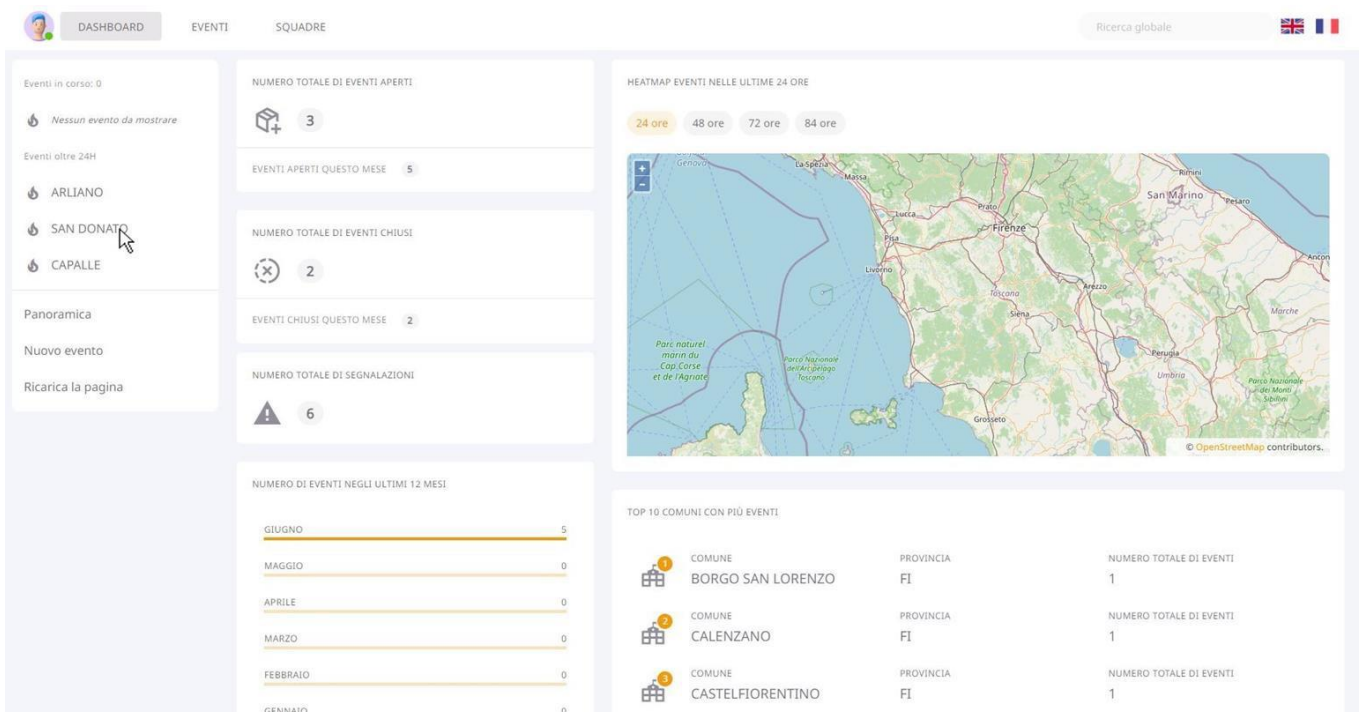 DASHBOARD
EVENTI
SQUADRE
Ricerca globale
Eventi in corso: 0
Nessun evento da mostrare
Eventi oltre 24H
ARLIANO
SAN DONATO
CAPALLE
Panoramica
Nuovo evento
Ricarica la pagina
NUMERO TOTALE DI EVENTI APERTI
3
EVENTI APERTI QUESTO MESE 5
NUMERO TOTALE DI EVENTI CHIUSI
2
EVENTI CHIUSI QUESTO MESE 2
NUMERO TOTALE DI SEGNALAZIONI
6
NUMERO DI EVENTI NEGLI ULTIMI 12 MESI
GIUGNO 5
MAGGIO 0
APRILE 0
MARZO 0
FEBBRAIO 0
GENNAIO 0
HEATMAP EVENTI NELLE ULTIME 24 ORE
24 ore 48 ore 72 ore 84 ore
+
-
Genova
La Spezia
Massa
Rimini
San Marino
Pesaro
Prato
Lucca
Firenze
Pisa
Ancon
Livorno
Arezzo
Toscana
Siena
Marche
Parc naturel
marin du
Cap Corse
et de l'Agriate
Parco Nazionale
dell'Arcipelago
Toscano
Perugia
Umbria
Parco Nazionale
dei Monti
Sibillini
Grosseto
© OpenStreetMap contributors.
TOP 10 COMUNI CON PIÙ EVENTI
1
COMUNE PROVINCIA NUMERO TOTALE DI EVENTI
BORGO SAN LORENZO FI 1
2
COMUNE PROVINCIA NUMERO TOTALE DI EVENTI
CALENZANO FI 1
3
COMUNE PROVINCIA NUMERO TOTALE DI EVENTI
CASTELFIORENTINO FI 1